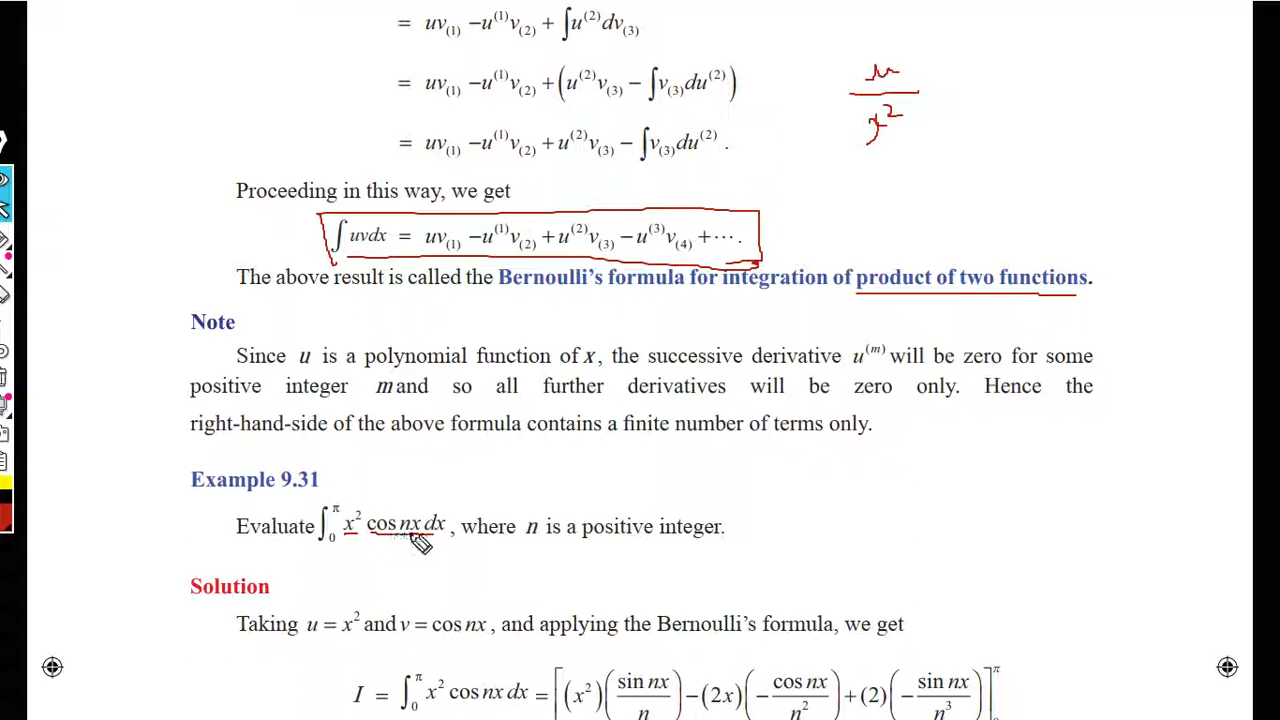 = uv₍₁₎ −u⁽¹⁾v₍₂₎ + ∫u⁽²⁾dv₍₃₎
= uv₍₁₎ −u⁽¹⁾v₍₂₎ + (u⁽²⁾v₍₃₎ − ∫v₍₃₎du⁽²⁾)
= uv₍₁₎ −u⁽¹⁾v₍₂₎ + u⁽²⁾v₍₃₎ − ∫v₍₃₎du⁽²⁾ .
x²
Proceeding in this way, we get
∫uvdx = uv₍₁₎ −u⁽¹⁾v₍₂₎ + u⁽²⁾v₍₃₎ − u⁽³⁾v₍₄₎ + ⋯ .
The above result is called the Bernoulli's formula for integration of product of two functions.
Note
Since u is a polynomial function of x, the successive derivative u⁽ᵐ⁾ will be zero for some
positive integer m and so all further derivatives will be zero only. Hence the
right-hand-side of the above formula contains a finite number of terms only.
Example 9.31
Evaluate ∫₀^π x² cos nx dx , where n is a positive integer.
Solution
Taking u = x² and v = cos nx , and applying the Bernoulli's formula, we get
I = ∫₀^π x² cos nx dx = [(x²)(sin nx / n) − (2x)(− cos nx / n²) + (2)(− sin nx / n³)]^π